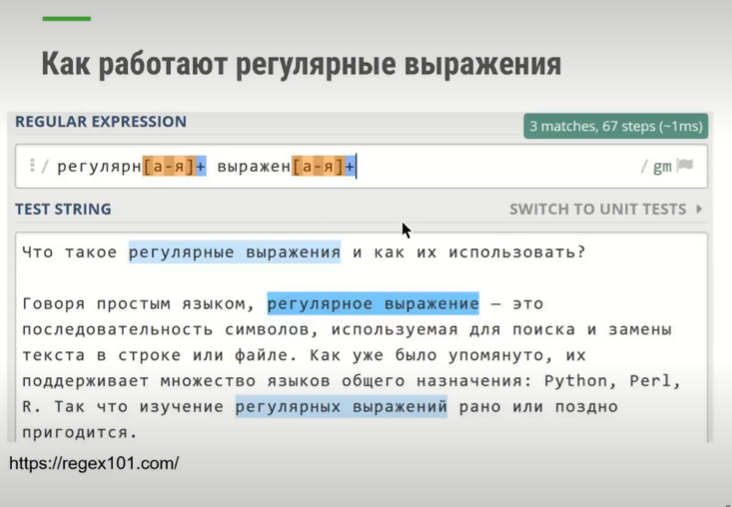 Как работают регулярные выражения
REGULAR EXPRESSION
3 matches, 67 steps (~1ms)
/ регулярн[а-я]+ выражен[а-я]+ / gm
TEST STRING
SWITCH TO UNIT TESTS
Что такое регулярные выражения и как их использовать?
Говоря простым языком, регулярное выражение — это
последовательность символов, используемая для поиска и замены
текста в строке или файле. Как уже было упомянуто, их
поддерживает множество языков общего назначения: Python, Perl,
R. Так что изучение регулярных выражений рано или поздно
пригодится.
https://regex101.com/